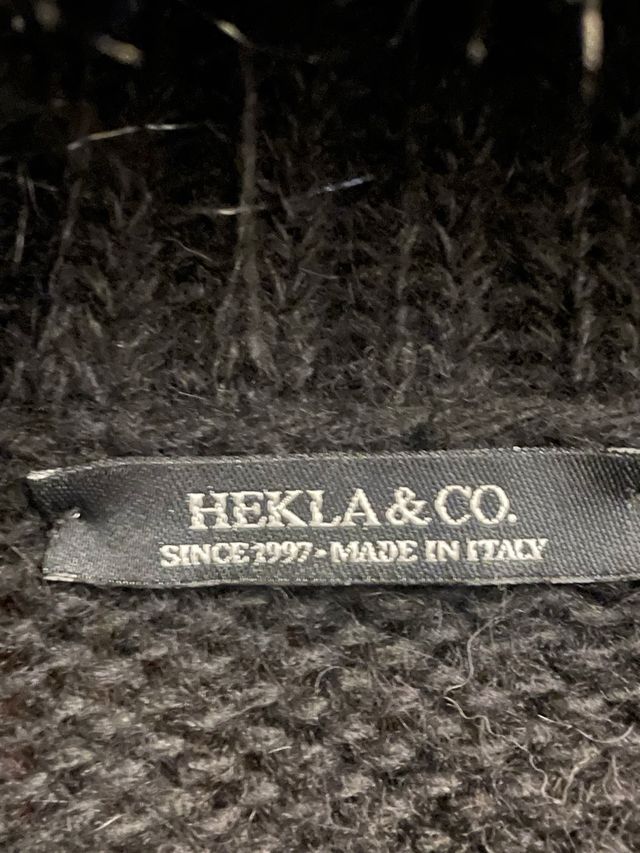 HEKLA & CO.
SINCE 1997 • MADE IN ITALY